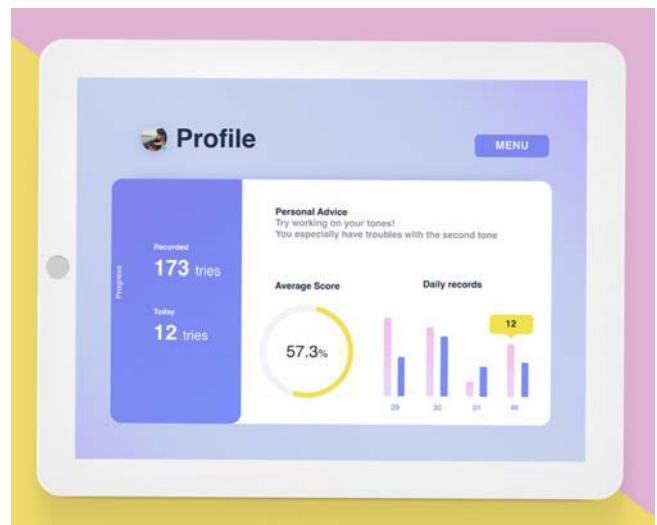 Profile
MENU
Progress
Recorded
173 tries
Today
12 tries
Personal Advice
Try working on your tones!
You especially have troubles with the second tone
Average Score
57.3%
Daily records
12
29
30
01